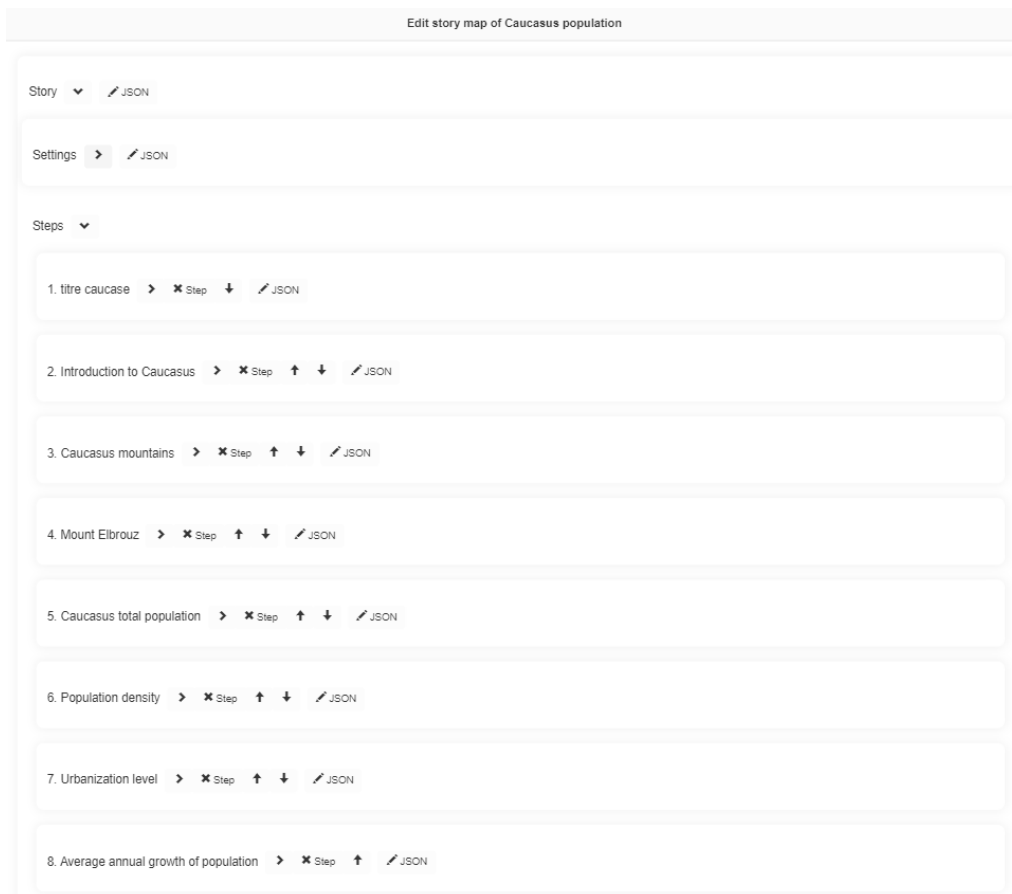 Edit story map of Caucasus population
Story JSON
Settings JSON
Steps
1. titre caucase Step JSON
2. Introduction to Caucasus Step JSON
3. Caucasus mountains Step JSON
4. Mount Elbrouz Step JSON
5. Caucasus total population Step JSON
6. Population density Step JSON
7. Urbanization level Step JSON
8. Average annual growth of population Step JSON